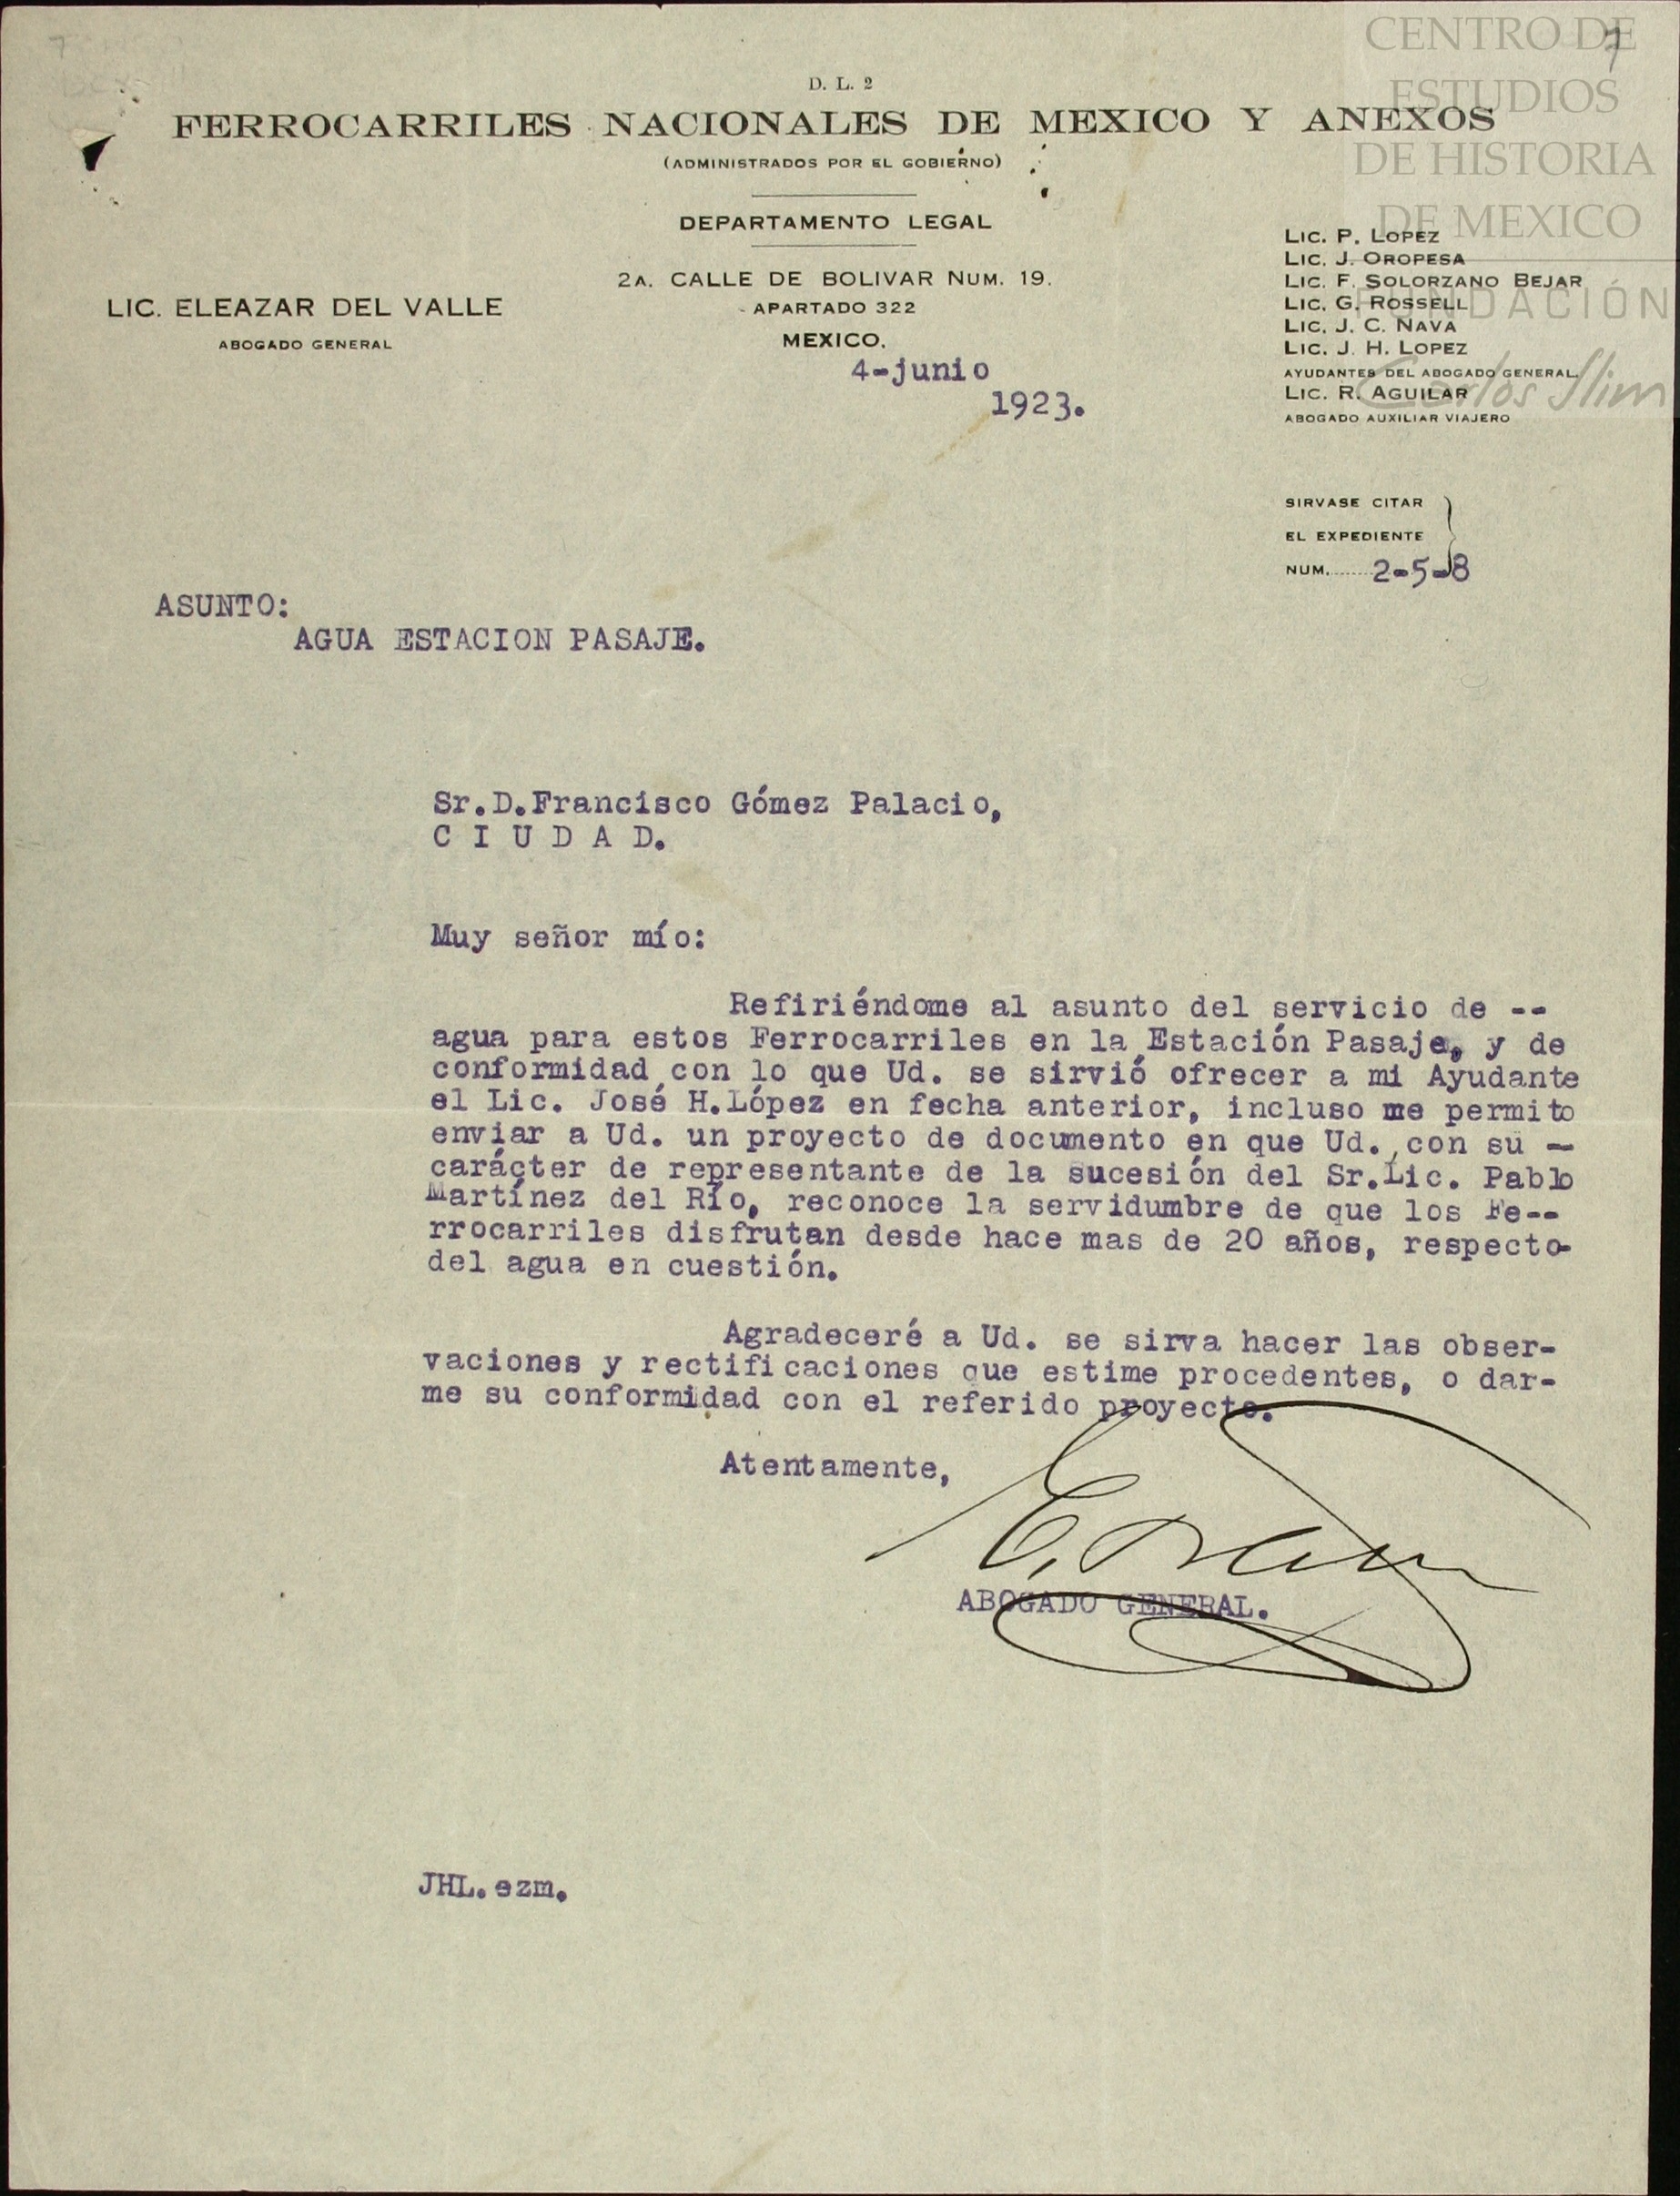 D. L. 2
FERROCARRILES NACIONALES DE MEXICO Y ANEXOS
(ADMINISTRADOS POR EL GOBIERNO)
DEPARTAMENTO LEGAL
2A. CALLE DE BOLIVAR NUM. 19.
APARTADO 322
MEXICO.
4-junio
1923.
LIC. ELEAZAR DEL VALLE
ABOGADO GENERAL
CENTRO DE
ESTUDIOS
DE HISTORIA
DE MEXICO
FUNDACIÓN
Carlos Slim
7
LIC. P. LOPEZ
LIC. J. OROPESA
LIC. F. SOLORZANO BEJAR
LIC. G. ROSSELL
LIC. J. C. NAVA
LIC. J. H. LOPEZ
AYUDANTES DEL ABOGADO GENERAL.
LIC. R. AGUILAR
ABOGADO AUXILIAR VIAJERO
SIRVASE CITAR
EL EXPEDIENTE
NUM. 2-5-8
ASUNTO:
AGUA ESTACION PASAJE.
Sr.D.Francisco Gómez Palacio,
C I U D A D.
Muy señor mío:
Refiriéndome al asunto del servicio de --
agua para estos Ferrocarriles en la Estación Pasaje, y de
conformidad con lo que Ud. se sirvió ofrecer a mi Ayudante
el Lic. José H.López en fecha anterior, incluso me permito
enviar a Ud. un proyecto de documento en que Ud., con su -
carácter de representante de la sucesión del Sr.Lic. Pablo
Martínez del Río, reconoce la servidumbre de que los Fe--
rrocarriles disfrutan desde hace mas de 20 años, respecto-
del agua en cuestión.
Agradeceré a Ud. se sirva hacer las obser-
vaciones y rectificaciones que estime procedentes, o dar-
me su conformidad con el referido proyecto.
Atentamente,
ABOGADO GENERAL.
JHL.ezm.